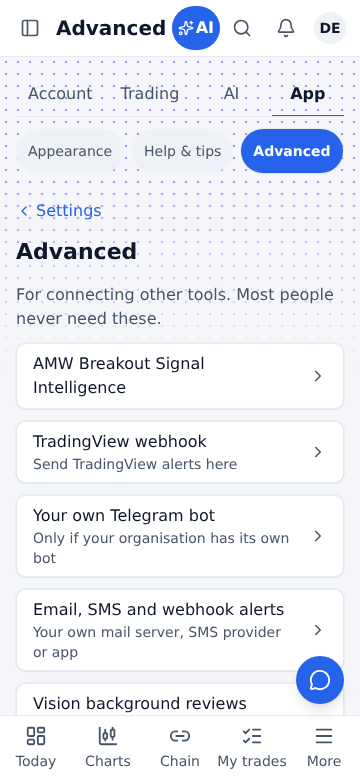 Advanced
AI
DE
Account Trading AI App
Appearance Help & tips Advanced
Settings
Advanced
For connecting other tools. Most people
never need these.
AMW Breakout Signal
Intelligence
TradingView webhook
Send TradingView alerts here
Your own Telegram bot
Only if your organisation has its own
bot
Email, SMS and webhook alerts
Your own mail server, SMS provider
or app
Vision background reviews
Today Charts Chain My trades More